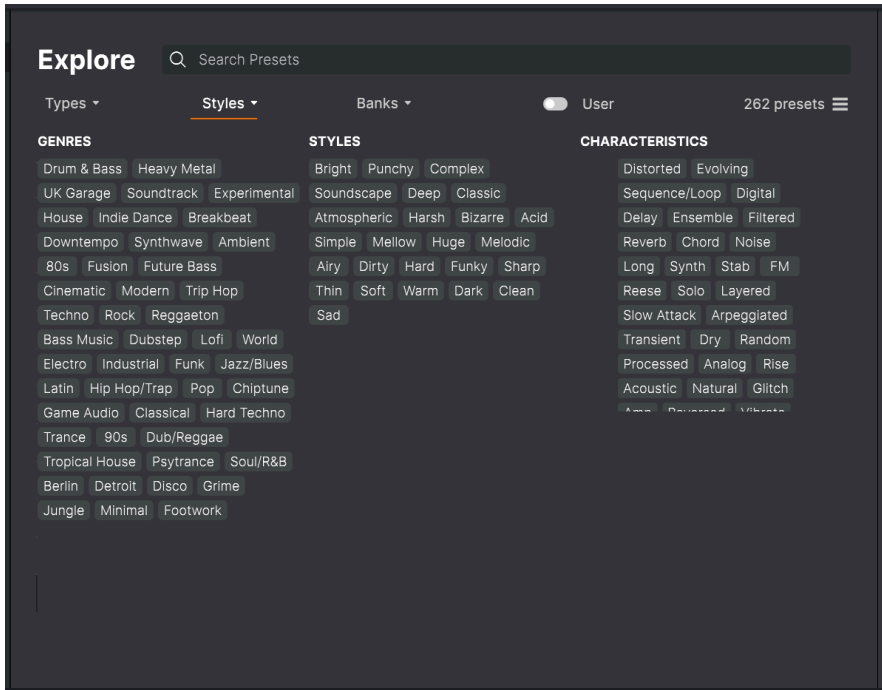 Explore
Search Presets
Types
Styles
Banks
User
262 presets
GENRES
Drum & Bass Heavy Metal
UK Garage Soundtrack Experimental
House Indie Dance Breakbeat
Downtempo Synthwave Ambient
80s Fusion Future Bass
Cinematic Modern Trip Hop
Techno Rock Reggaeton
Bass Music Dubstep Lofi World
Electro Industrial Funk Jazz/Blues
Latin Hip Hop/Trap Pop Chiptune
Game Audio Classical Hard Techno
Trance 90s Dub/Reggae
Tropical House Psytrance Soul/R&B
Berlin Detroit Disco Grime
Jungle Minimal Footwork
STYLES
Bright Punchy Complex
Soundscape Deep Classic
Atmospheric Harsh Bizarre Acid
Simple Mellow Huge Melodic
Airy Dirty Hard Funky Sharp
Thin Soft Warm Dark Clean
Sad
CHARACTERISTICS
Distorted Evolving
Sequence/Loop Digital
Delay Ensemble Filtered
Reverb Chord Noise
Long Synth Stab FM
Reese Solo Layered
Slow Attack Arpeggiated
Transient Dry Random
Processed Analog Rise
Acoustic Natural Glitch
Amp Reversed Vibrato